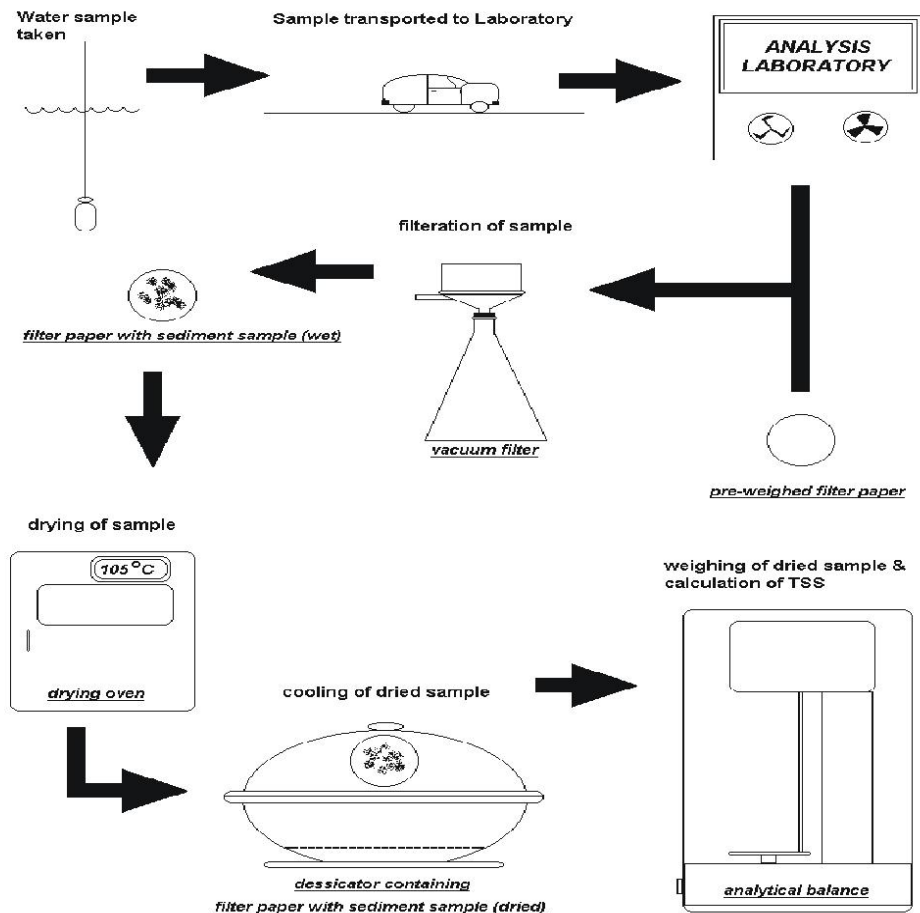 Water sample
taken
Sample transported to Laboratory
ANALYSIS
LABORATORY
filteration of sample
filter paper with sediment sample (wet)
vacuum filter
pre-weighed filter paper
drying of sample
105°C
drying oven
cooling of dried sample
weighing of dried sample &
calculation of TSS
dessicator containing
filter paper with sediment sample (dried)
analytical balance